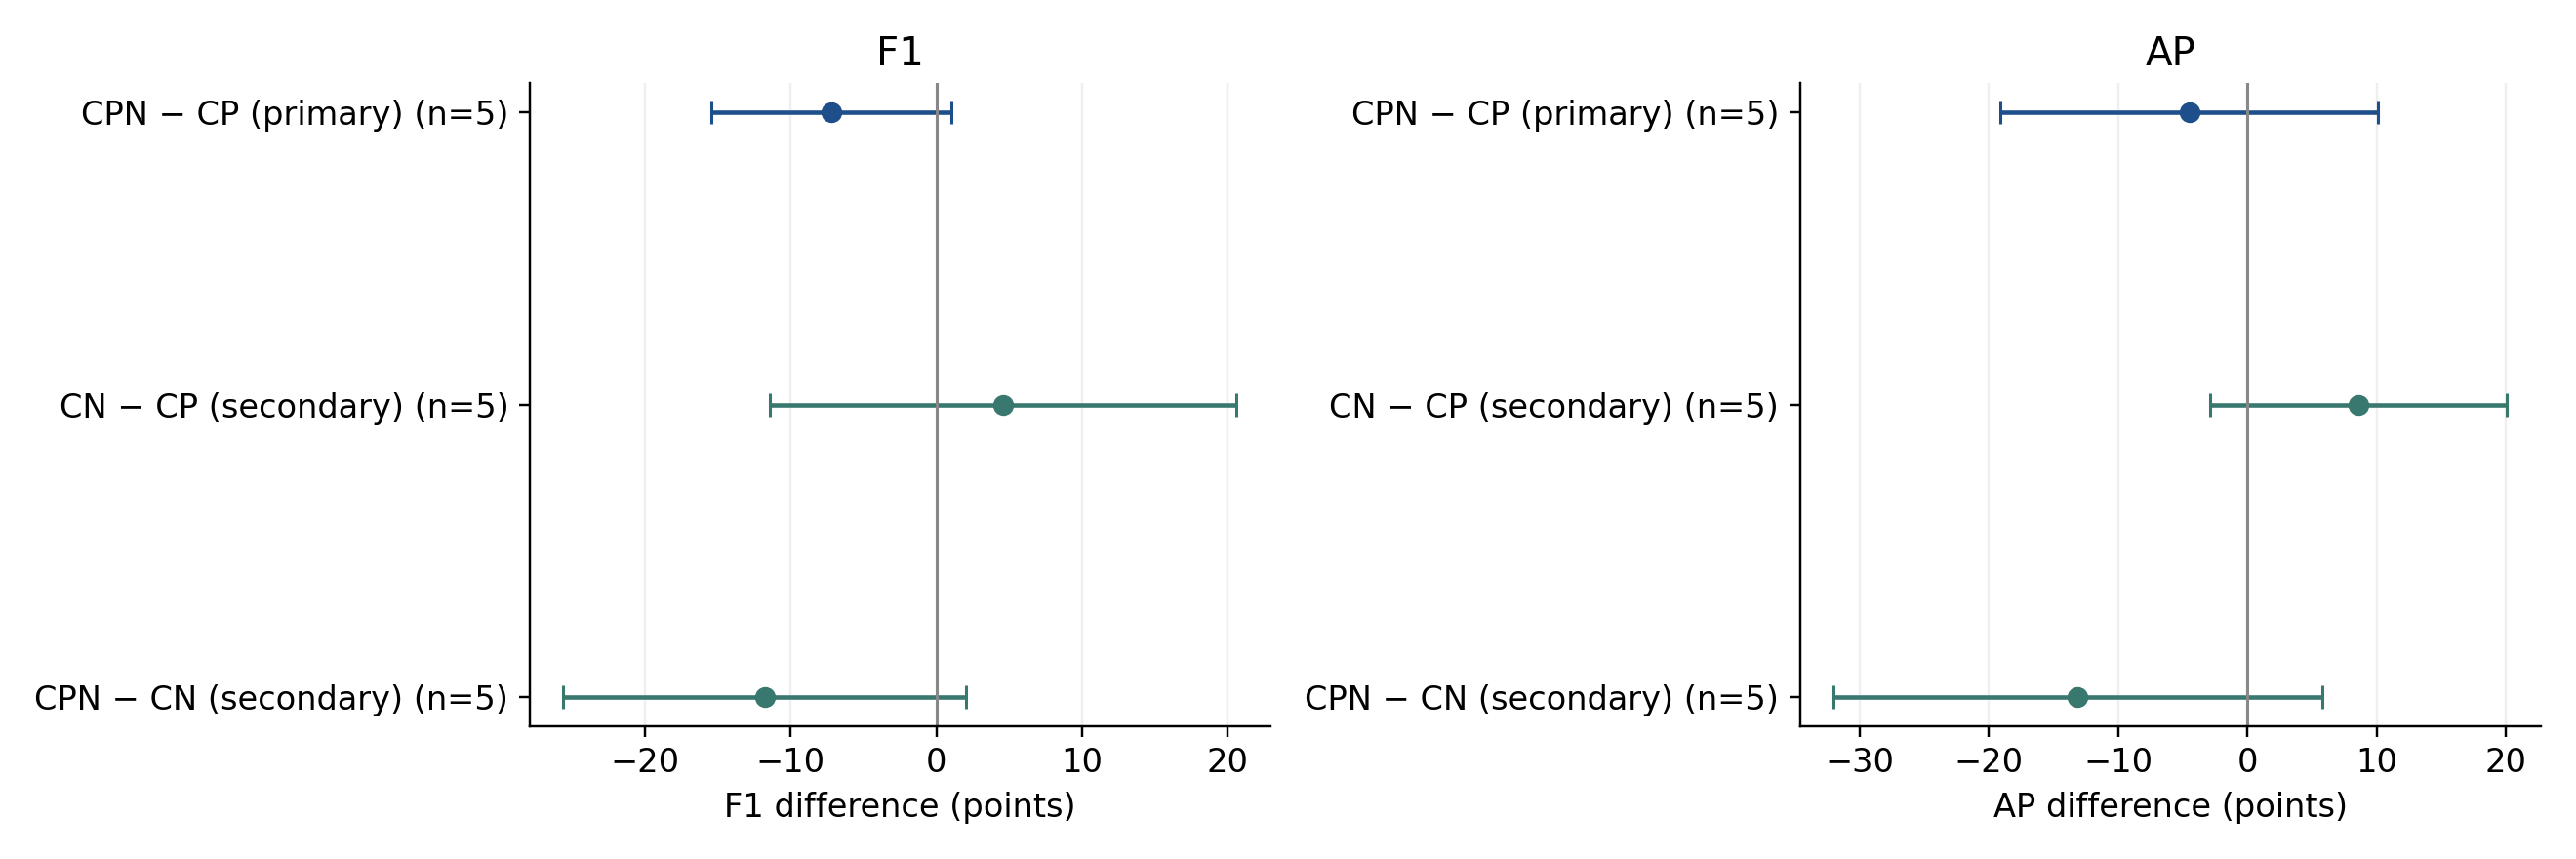 F1
CPN − CP (primary) (n=5)
CN − CP (secondary) (n=5)
CPN − CN (secondary) (n=5)
−20 −10 0 10 20
F1 difference (points)
AP
CPN − CP (primary) (n=5)
CN − CP (secondary) (n=5)
CPN − CN (secondary) (n=5)
−30 −20 −10 0 10 20
AP difference (points)